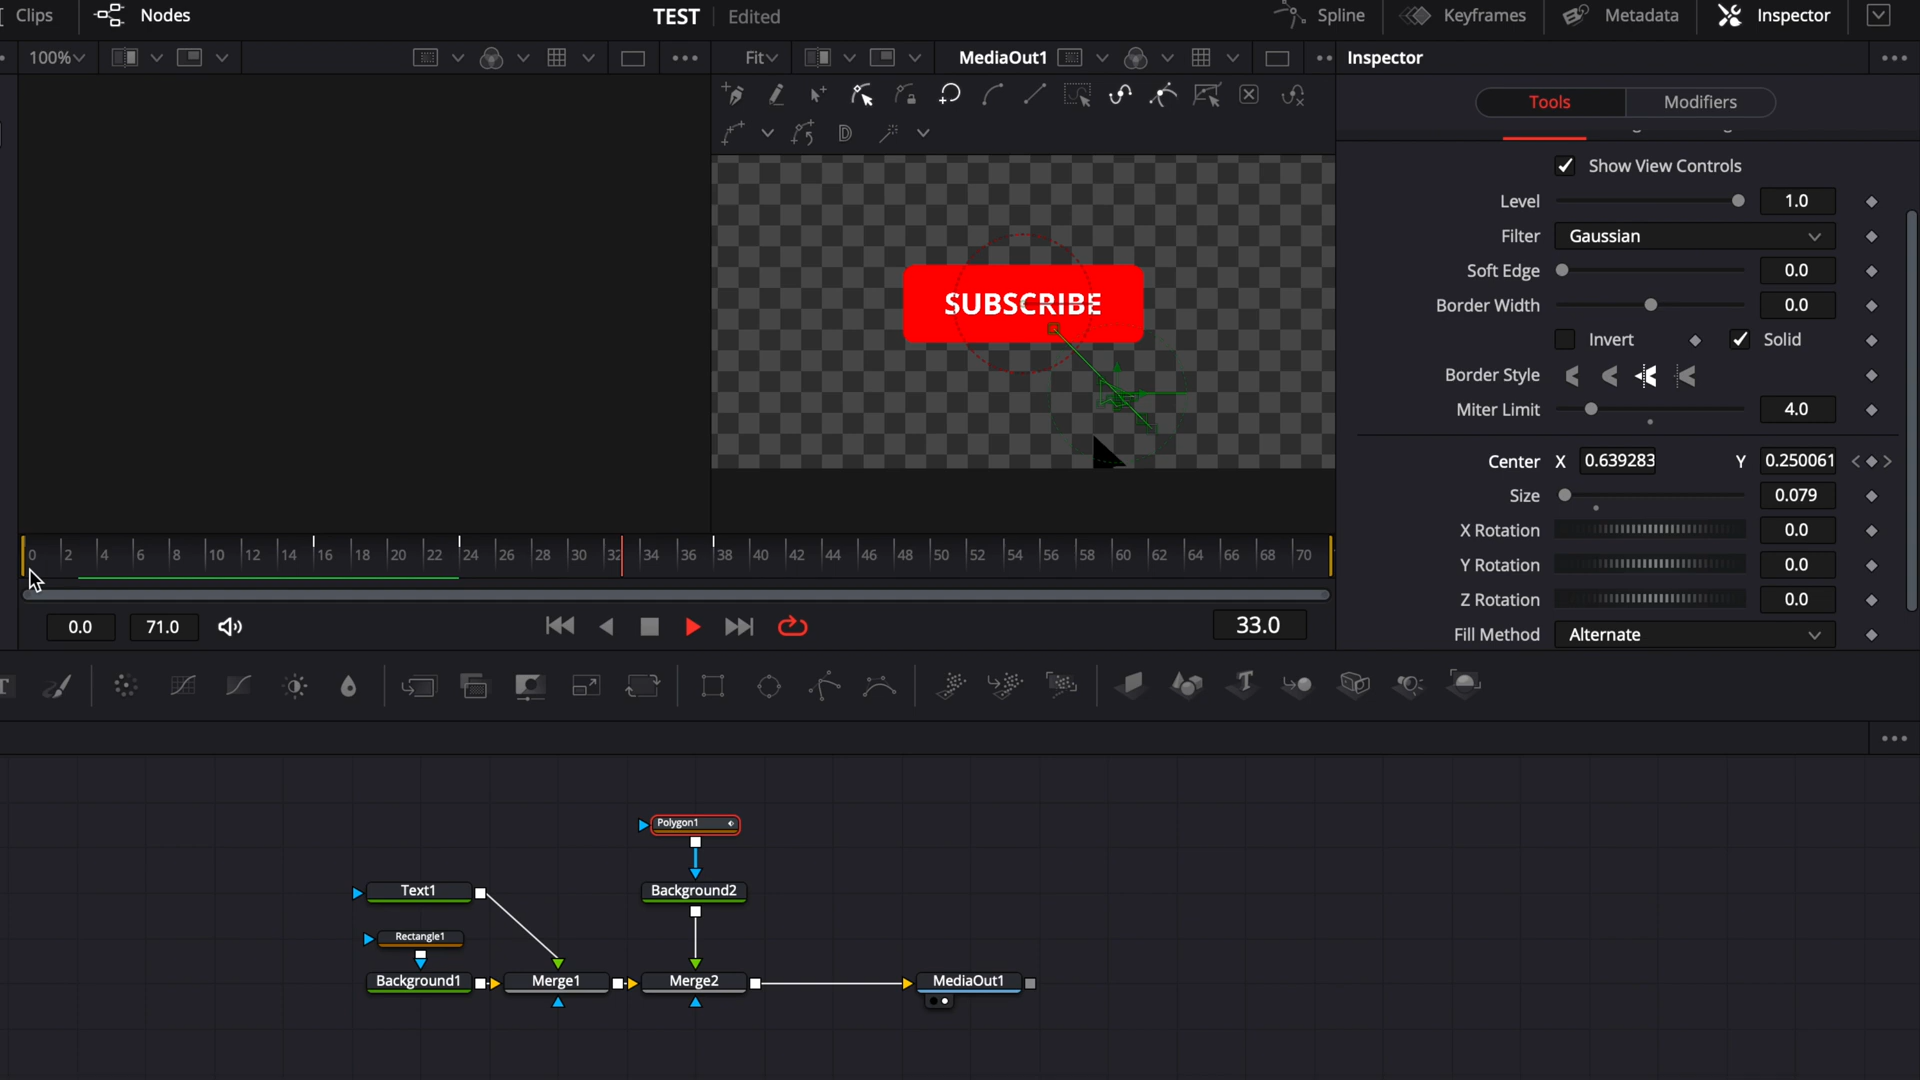 Clips Nodes TEST Edited Spline Keyframes Metadata Inspector
100% Fit MediaOut1 Inspector
Tools Modifiers
Show View Controls
Level 1.0
Filter Gaussian
Soft Edge 0.0
Border Width 0.0
SUBSCRIBE
Invert Solid
Border Style
Miter Limit 4.0
Center X 0.639283 Y 0.250061
Size 0.079
X Rotation 0.0
0 2 4 6 8 10 12 14 16 18 20 22 24 26 28 30 32 34 36 38 40 42 44 46 48 50 52 54 56 58 60 62 64 66 68 70
Y Rotation 0.0
Z Rotation 0.0
0.0 71.0 33.0
Fill Method Alternate
Polygon1
Text1 Background2
Rectangle1
Background1 Merge1 Merge2 MediaOut1